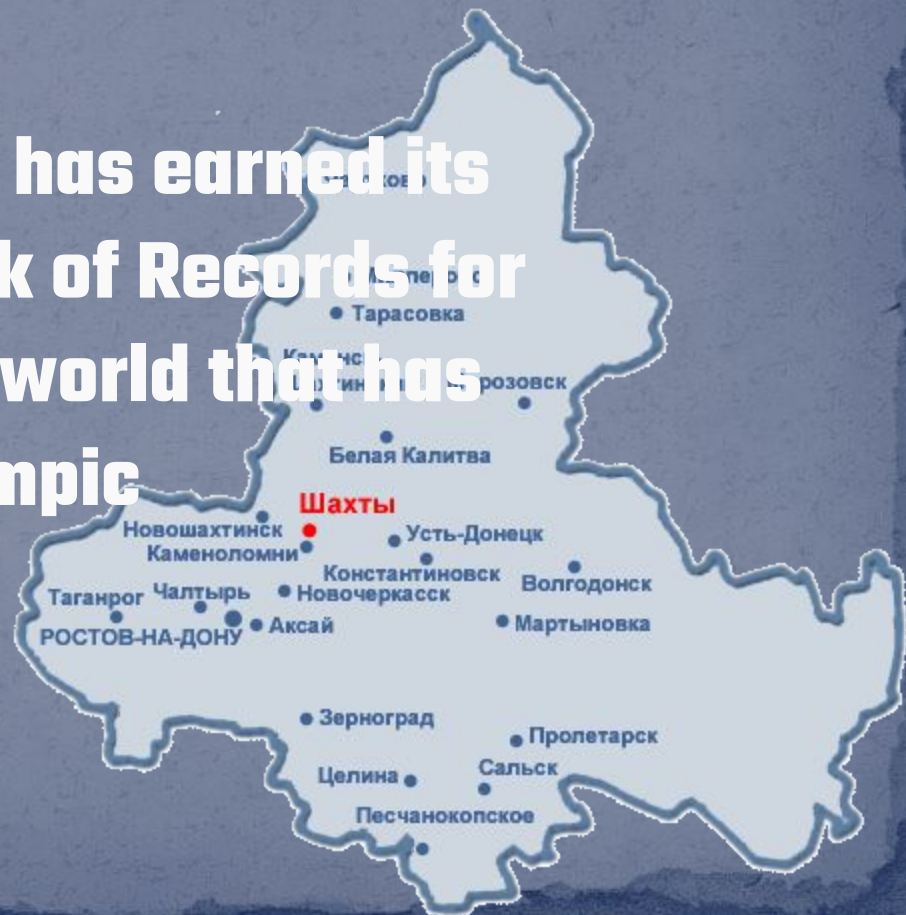 has earned its
k of Records for
Тарасовка
world that has
Белая Калитва
mpic
Шахты
Новошахтинск
Усть-Донецк
Каменоломни
Константиновск
Волгодонск
Таганрог
Чалтырь
Новочеркасск
РОСТОВ-НА-ДОНУ
Аксай
Мартыновка
Зерноград
Пролетарск
Целина
Сальск
Песчанокопское